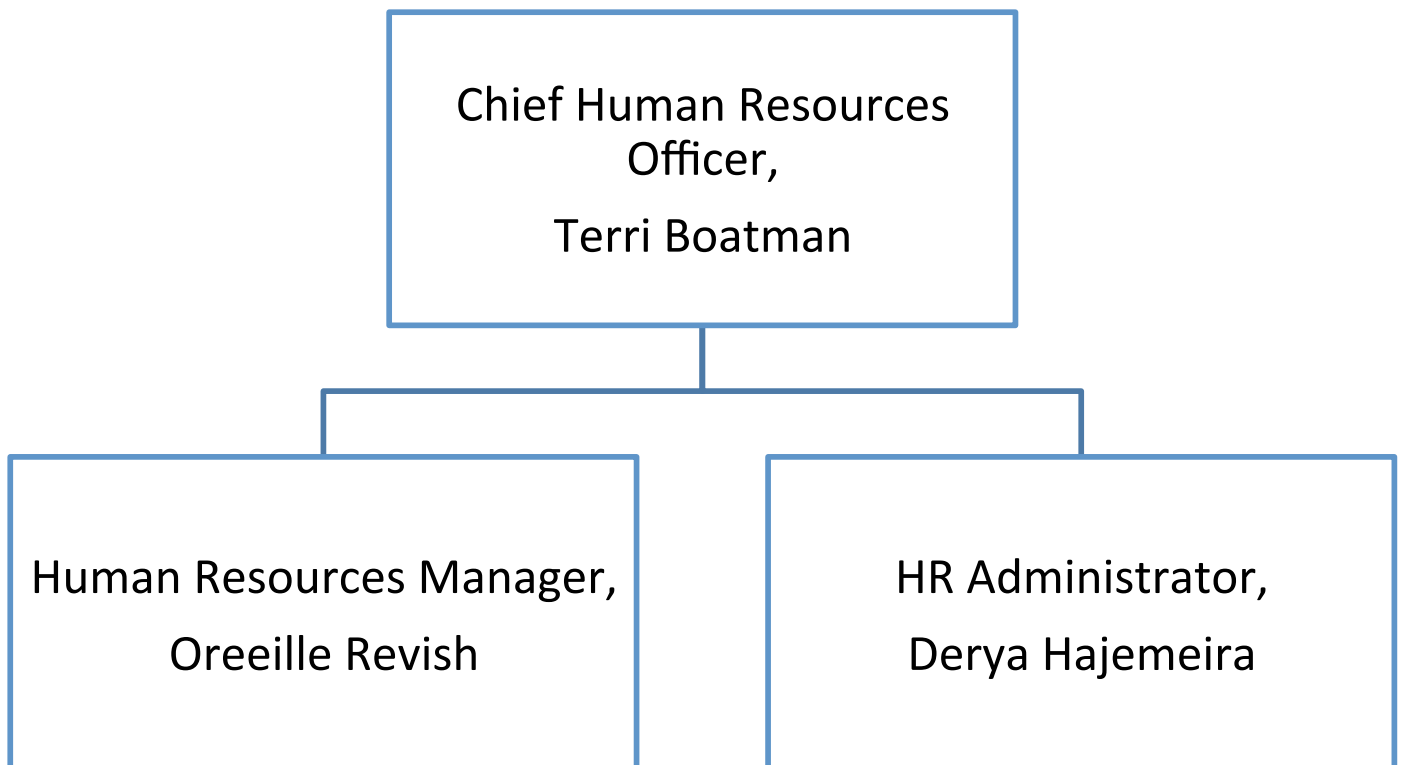 Chief Human Resources
Officer,
Terri Boatman
Human Resources Manager,
Oreeille Revish
HR Administrator,
Derya Hajemeira